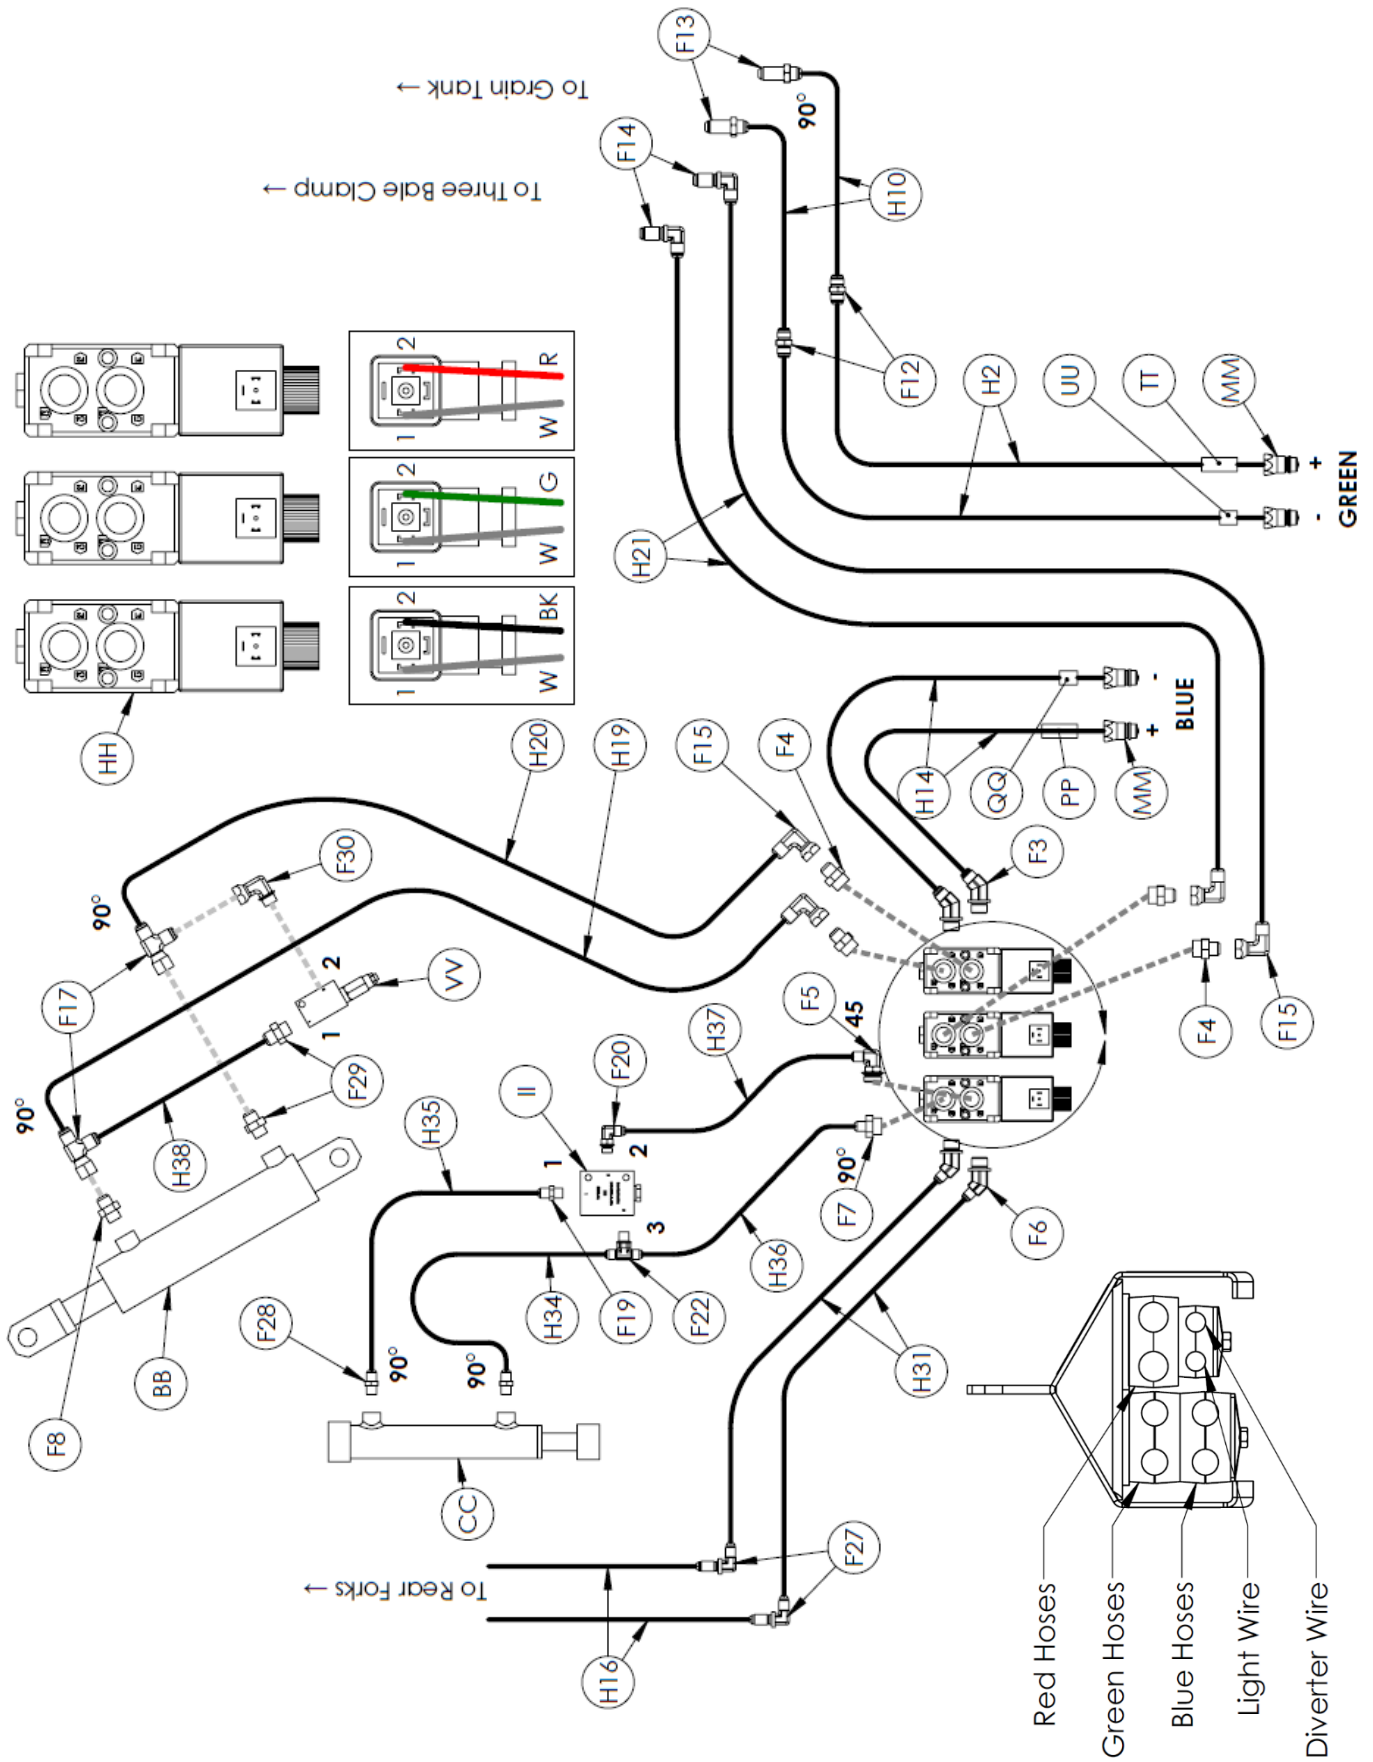 To Grain Tank →
To Three Bale Clamp →
To Rear Forks →
F13
F14
90°
H10
F12
H2
UU
TT
MM
+
-
GREEN
H21
1
2
W
R
1
2
W
G
1
2
W
BK
HH
H20
H19
F15
F4
H14
QQ
PP
MM
-
+
BLUE
F3
F30
90°
F17
2
1
VV
F29
90°
H38
F8
BB
H35
II
F20
H37
F5
45
F4
F15
1
2
3
90°
F7
F6
H36
F22
F19
H34
F28
90°
90°
CC
H31
F27
H16
Red Hoses
Green Hoses
Blue Hoses
Light Wire
Diverter Wire